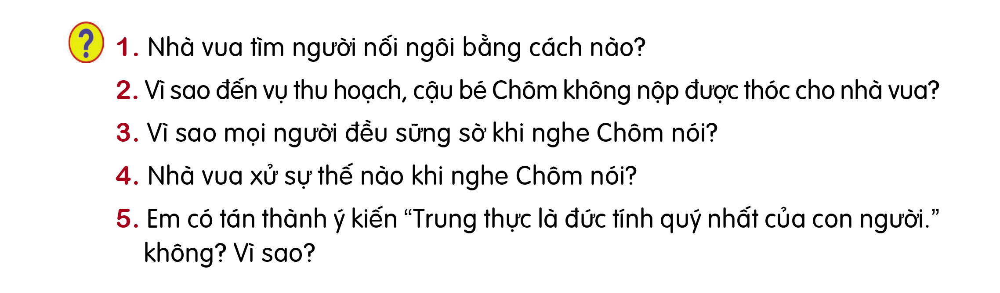 ?
1. Nhà vua tìm người nối ngôi bằng cách nào?
2. Vì sao đến vụ thu hoạch, cậu bé Chôm không nộp được thóc cho nhà vua?
3. Vì sao mọi người đều sững sờ khi nghe Chôm nói?
4. Nhà vua xử sự thế nào khi nghe Chôm nói?
5. Em có tán thành ý kiến “Trung thực là đức tính quý nhất của con người.”
không? Vì sao?